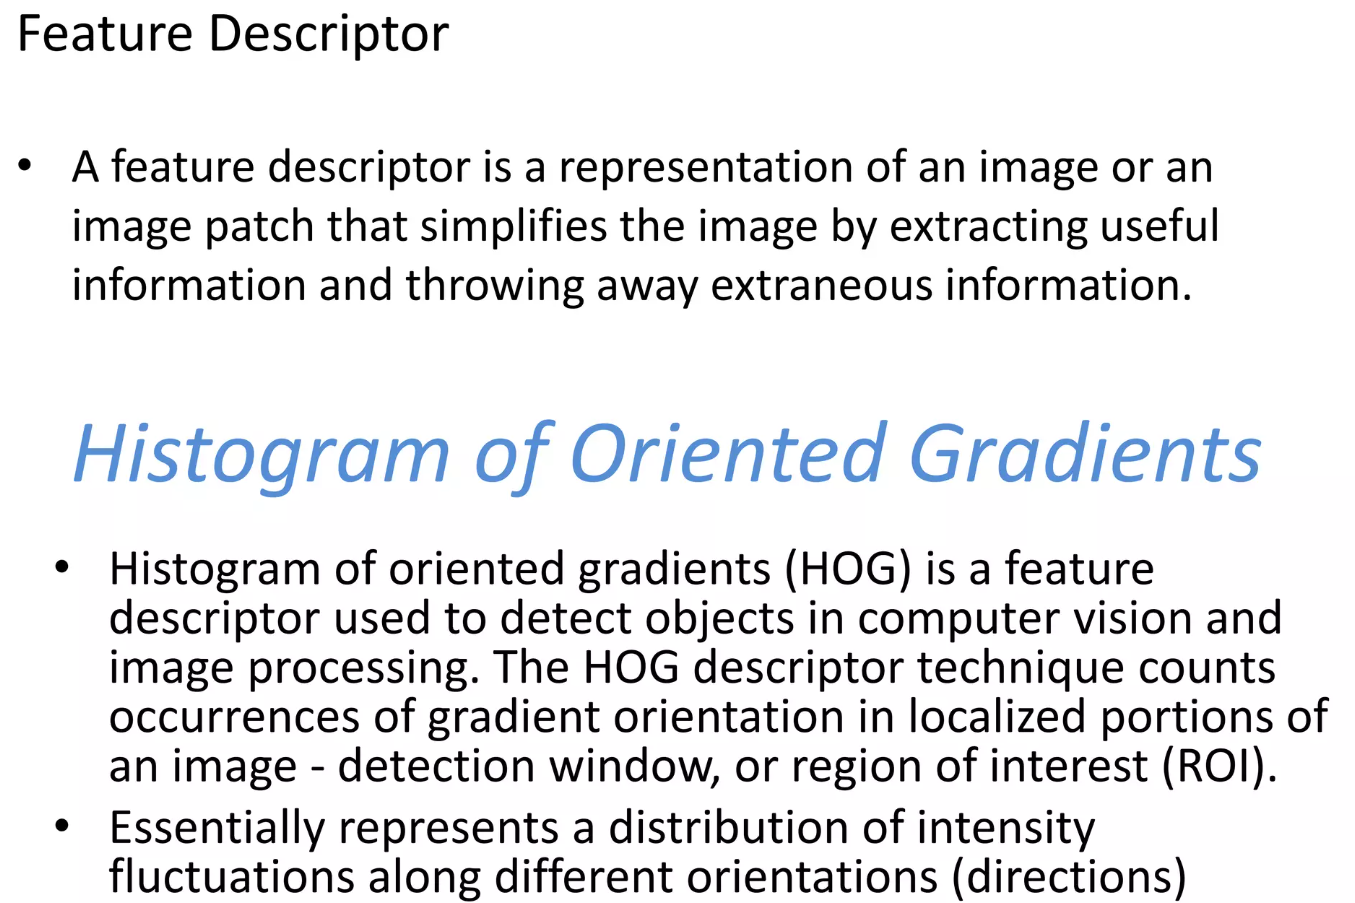 Feature Descriptor
• A feature descriptor is a representation of an image or an
image patch that simplifies the image by extracting useful
information and throwing away extraneous information.
Histogram of Oriented Gradients
• Histogram of oriented gradients (HOG) is a feature
descriptor used to detect objects in computer vision and
image processing. The HOG descriptor technique counts
occurrences of gradient orientation in localized portions of
an image - detection window, or region of interest (ROI).
• Essentially represents a distribution of intensity
fluctuations along different orientations (directions)